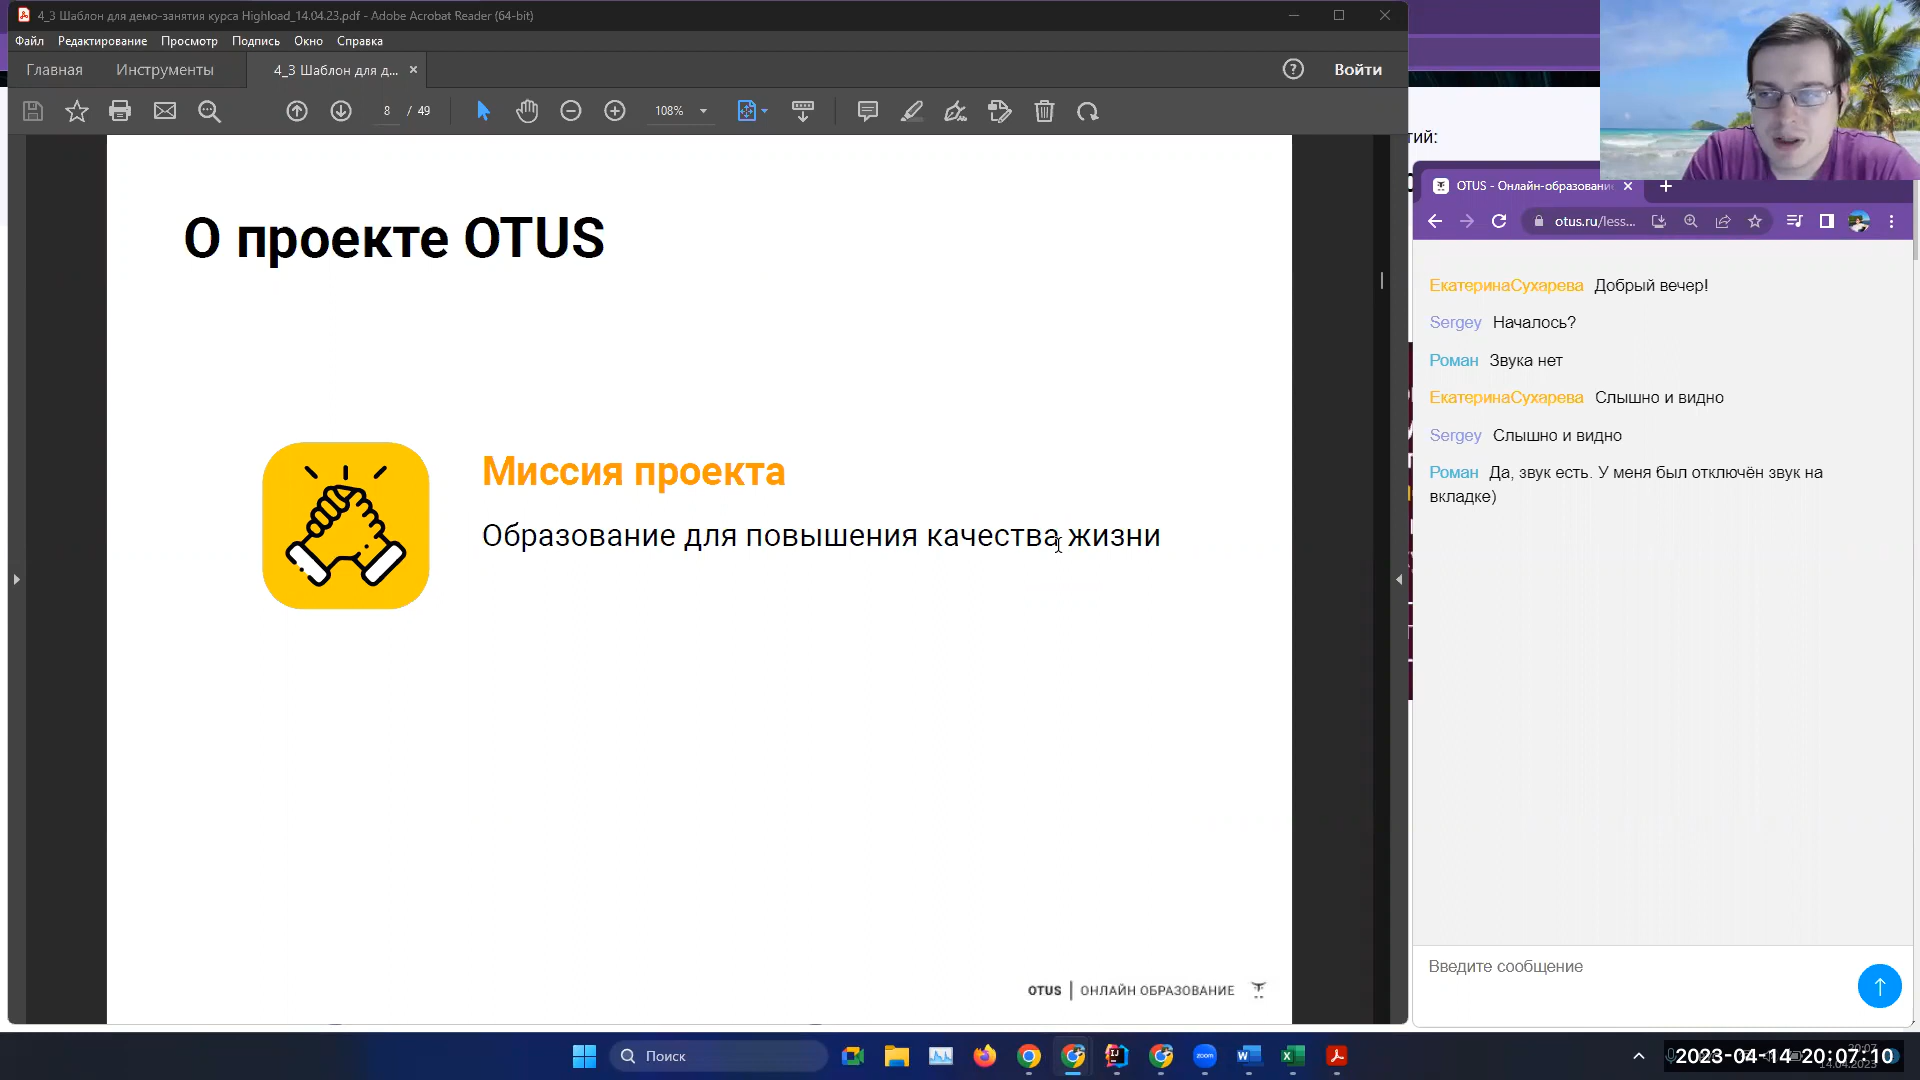 4_3 Шаблон для демо-занятия курса Highload_14.04.23.pdf - Adobe Acrobat Reader (64-bit)
Файл Редактирование Просмотр Подпись Окно Справка
Главная Инструменты 4_3 Шаблон для д... Войти
8 / 49 108%
О проекте OTUS
Миссия проекта
Образование для повышения качества жизни
OTUS | ОНЛАЙН ОБРАЗОВАНИЕ
тий:
OTUS - Онлайн-образовани
otus.ru/less...
ЕкатеринаСухарева Добрый вечер!
Sergey Началось?
Роман Звука нет
ЕкатеринаСухарева Слышно и видно
Sergey Слышно и видно
Роман Да, звук есть. У меня был отключён звук на
вкладке)
Введите сообщение
Поиск
zoom
2023-04-14 20:07:10